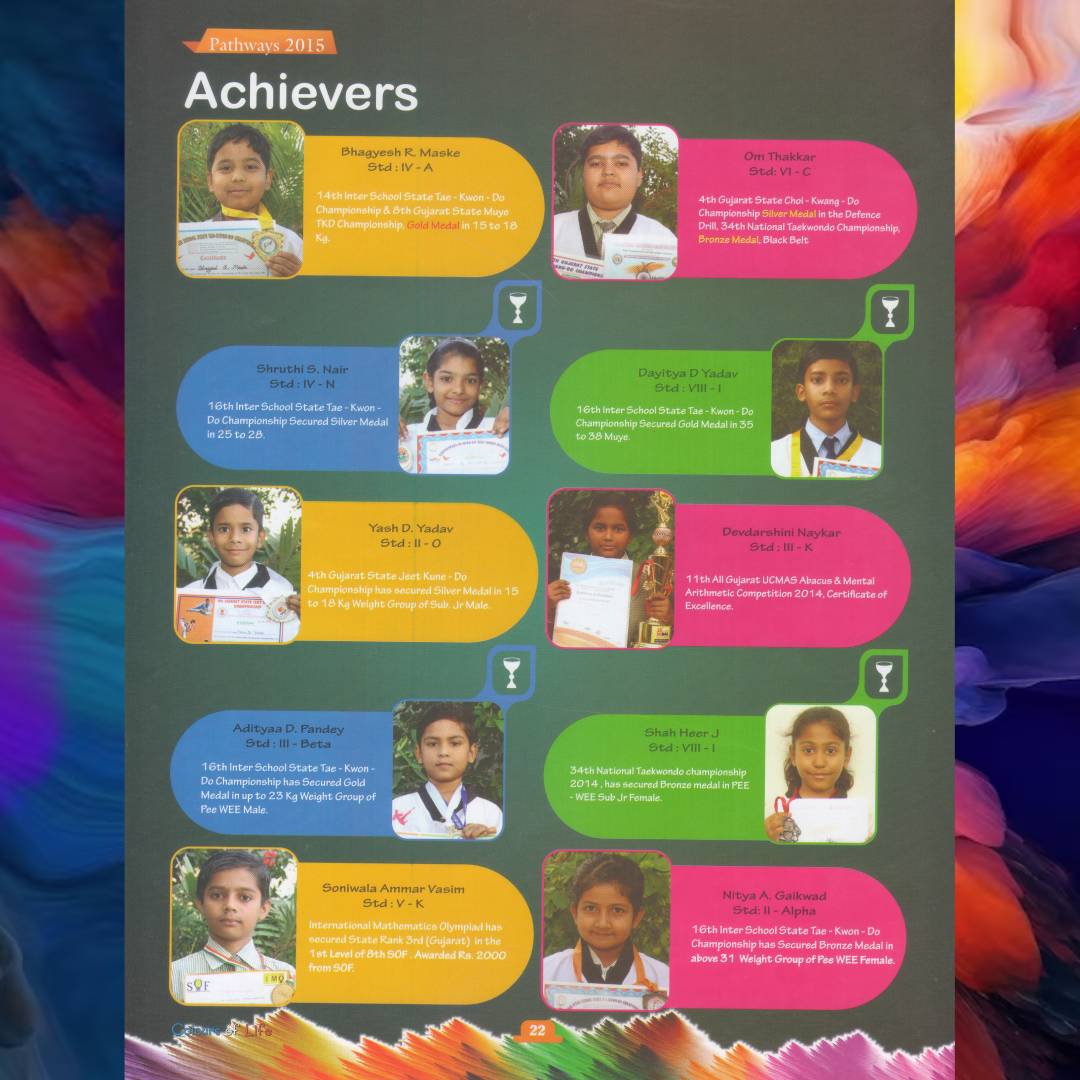 Pathways 2015
Achievers
Bhagyesh R. Maske
Std : IV - A
14th Inter School State Tae - Kwon - Do
Championship & 8th Gujarat State Muye
TKD Championship, Gold Medal in 15 to 18
Kg.
Om Thakkar
Std: VI - C
4th Gujarat State Choi - Kwang - Do
Championship Silver Medal in the Defence
Drill, 34th National Taekwondo Championship,
Bronze Medal, Black Belt
Shruthi S. Nair
Std : IV - N
16th Inter School State Tae - Kwon -
Do Championship Secured Silver Medal
in 25 to 28.
Dayitya D Yadav
Std : VIII - I
16th Inter School State Tae - Kwon - Do
Championship Secured Gold Medal in 35
to 38 Muye.
Yash D. Yadav
Std : II - O
4th Gujarat State Jeet Kune - Do
Championship has secured Silver Medal in 15
to 18 Kg Weight Group of Sub. Jr Male.
Devdarshini Naykar
Std : III - K
11th All Gujarat UCMAS Abacus & Mental
Arithmetic Competition 2014, Certificate of
Excellence.
Adityaa D. Pandey
Std : III - Beta
16th Inter School State Tae - Kwon -
Do Championship has Secured Gold
Medal in up to 23 Kg Weight Group of
Pee WEE Male.
Shah Heer J
Std : VIII - I
34th National Taekwondo championship
2014 , has secured Bronze medal in PEE
- WEE Sub Jr Female.
Soniwala Ammar Vasim
Std : V - K
International Mathematics Olympiad has
secured State Rank 3rd (Gujarat) in the
1st Level of 8th SOF . Awarded Rs. 2000
from SOF.
SOF
IMO
Nitya A. Gaikwad
Std: II - Alpha
16th Inter School State Tae - Kwon - Do
Championship has Secured Bronze Medal in
above 31 Weight Group of Pee WEE Female.
Colours of Life
22